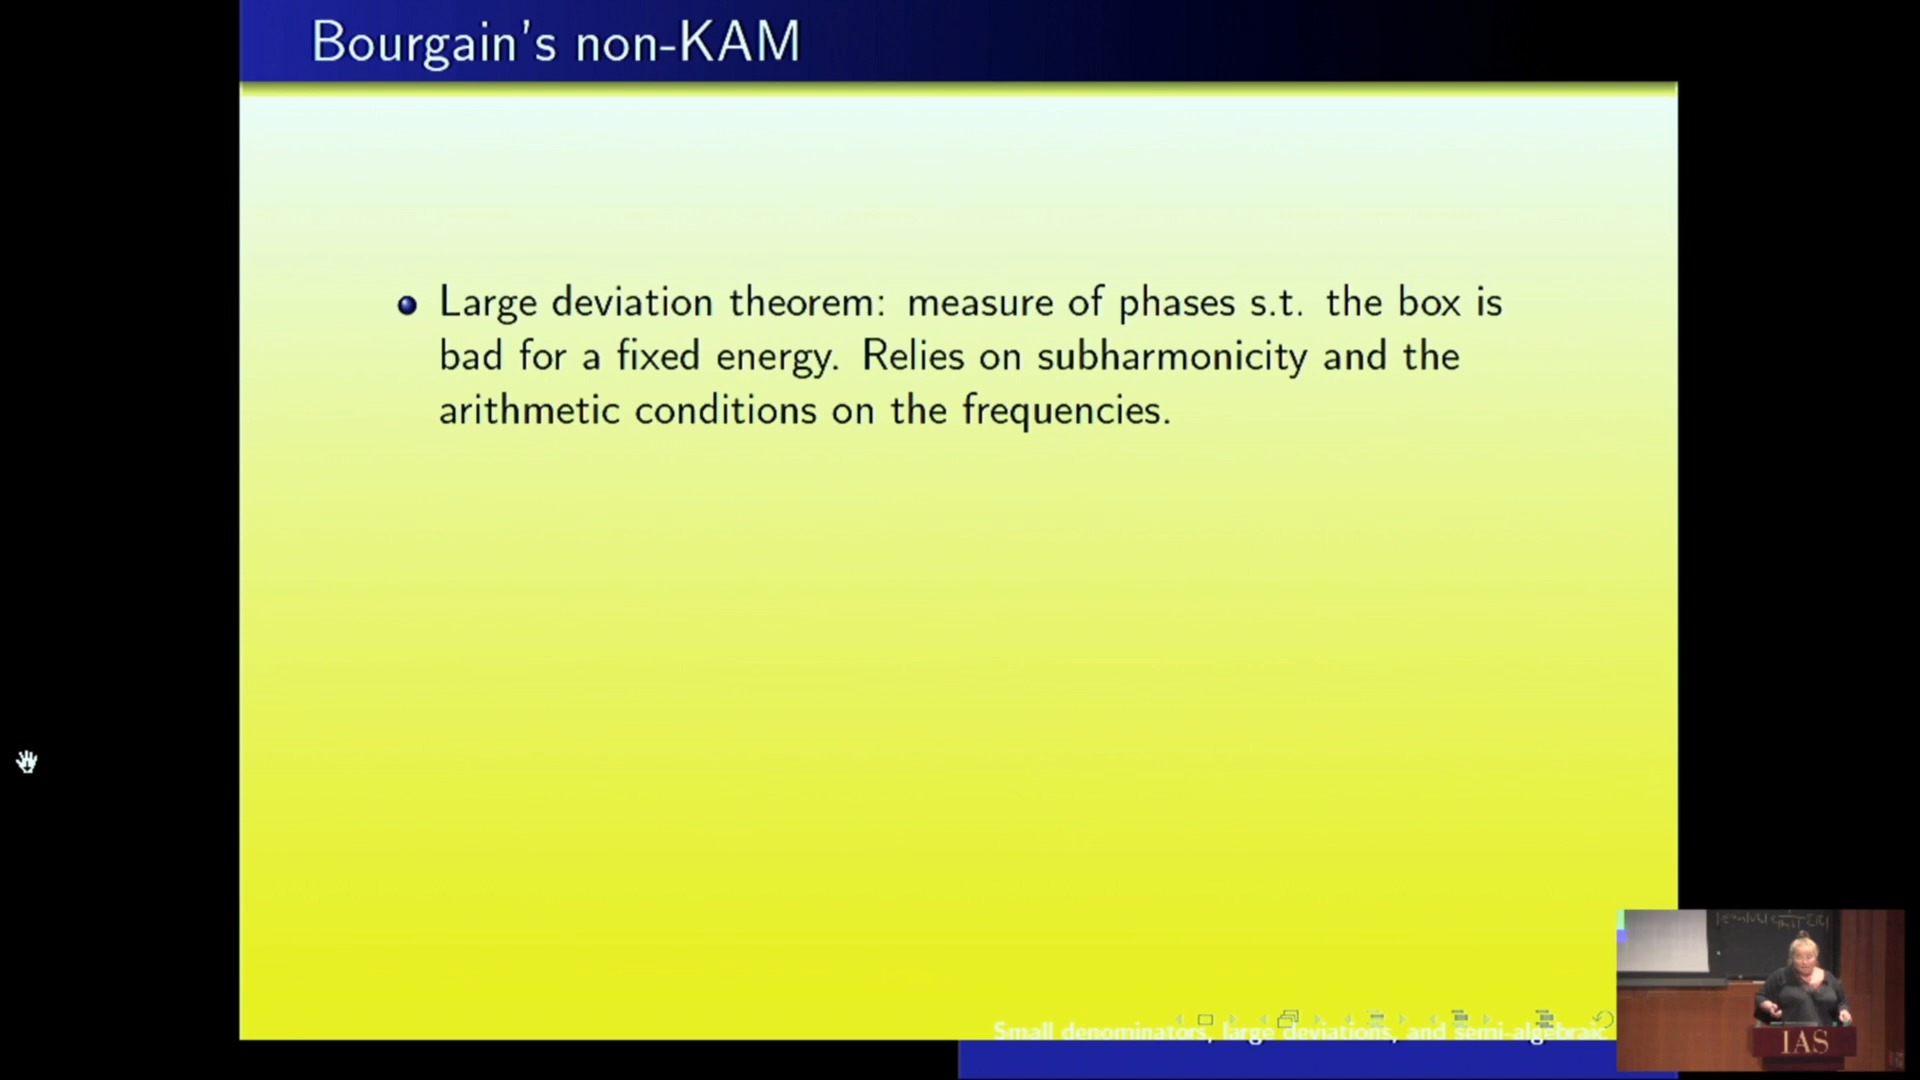 Bourgain's non-KAM
Large deviation theorem: measure of phases s.t. the box is
bad for a fixed energy. Relies on subharmonicity and the
arithmetic conditions on the frequencies.
Small denominators, large deviations, and semi-algebraic
IAS